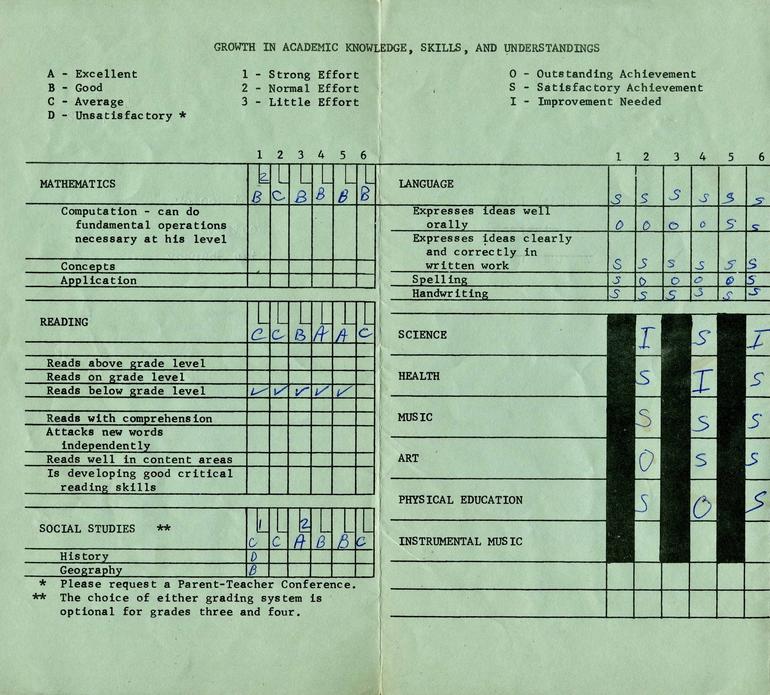 GROWTH IN ACADEMIC KNOWLEDGE, SKILLS, AND UNDERSTANDINGS
A - Excellent
B - Good
C - Average
D - Unsatisfactory *
1 - Strong Effort
2 - Normal Effort
3 - Little Effort
O - Outstanding Achievement
S - Satisfactory Achievement
I - Improvement Needed
1 2 3 4 5 6
2
MATHEMATICS B C B B B B
Computation - can do
fundamental operations
necessary at his level
Concepts
Application
READING C C B A A C
Reads above grade level
Reads on grade level
Reads below grade level ✓ ✓ ✓ ✓ ✓
Reads with comprehension
Attacks new words
independently
Reads well in content areas
Is developing good critical
reading skills
1 2
SOCIAL STUDIES ** C C A B B C
History D
Geography B
* Please request a Parent-Teacher Conference.
** The choice of either grading system is
optional for grades three and four.
1 2 3 4 5 6
LANGUAGE S S S S S S
Expresses ideas well
orally O O O O S S
Expresses ideas clearly
and correctly in
written work S S S S S S
Spelling S O O O O S
Handwriting S S S S S S
SCIENCE I S I
HEALTH S I S
MUSIC S S S
ART O S S
PHYSICAL EDUCATION S O S
INSTRUMENTAL MUSIC